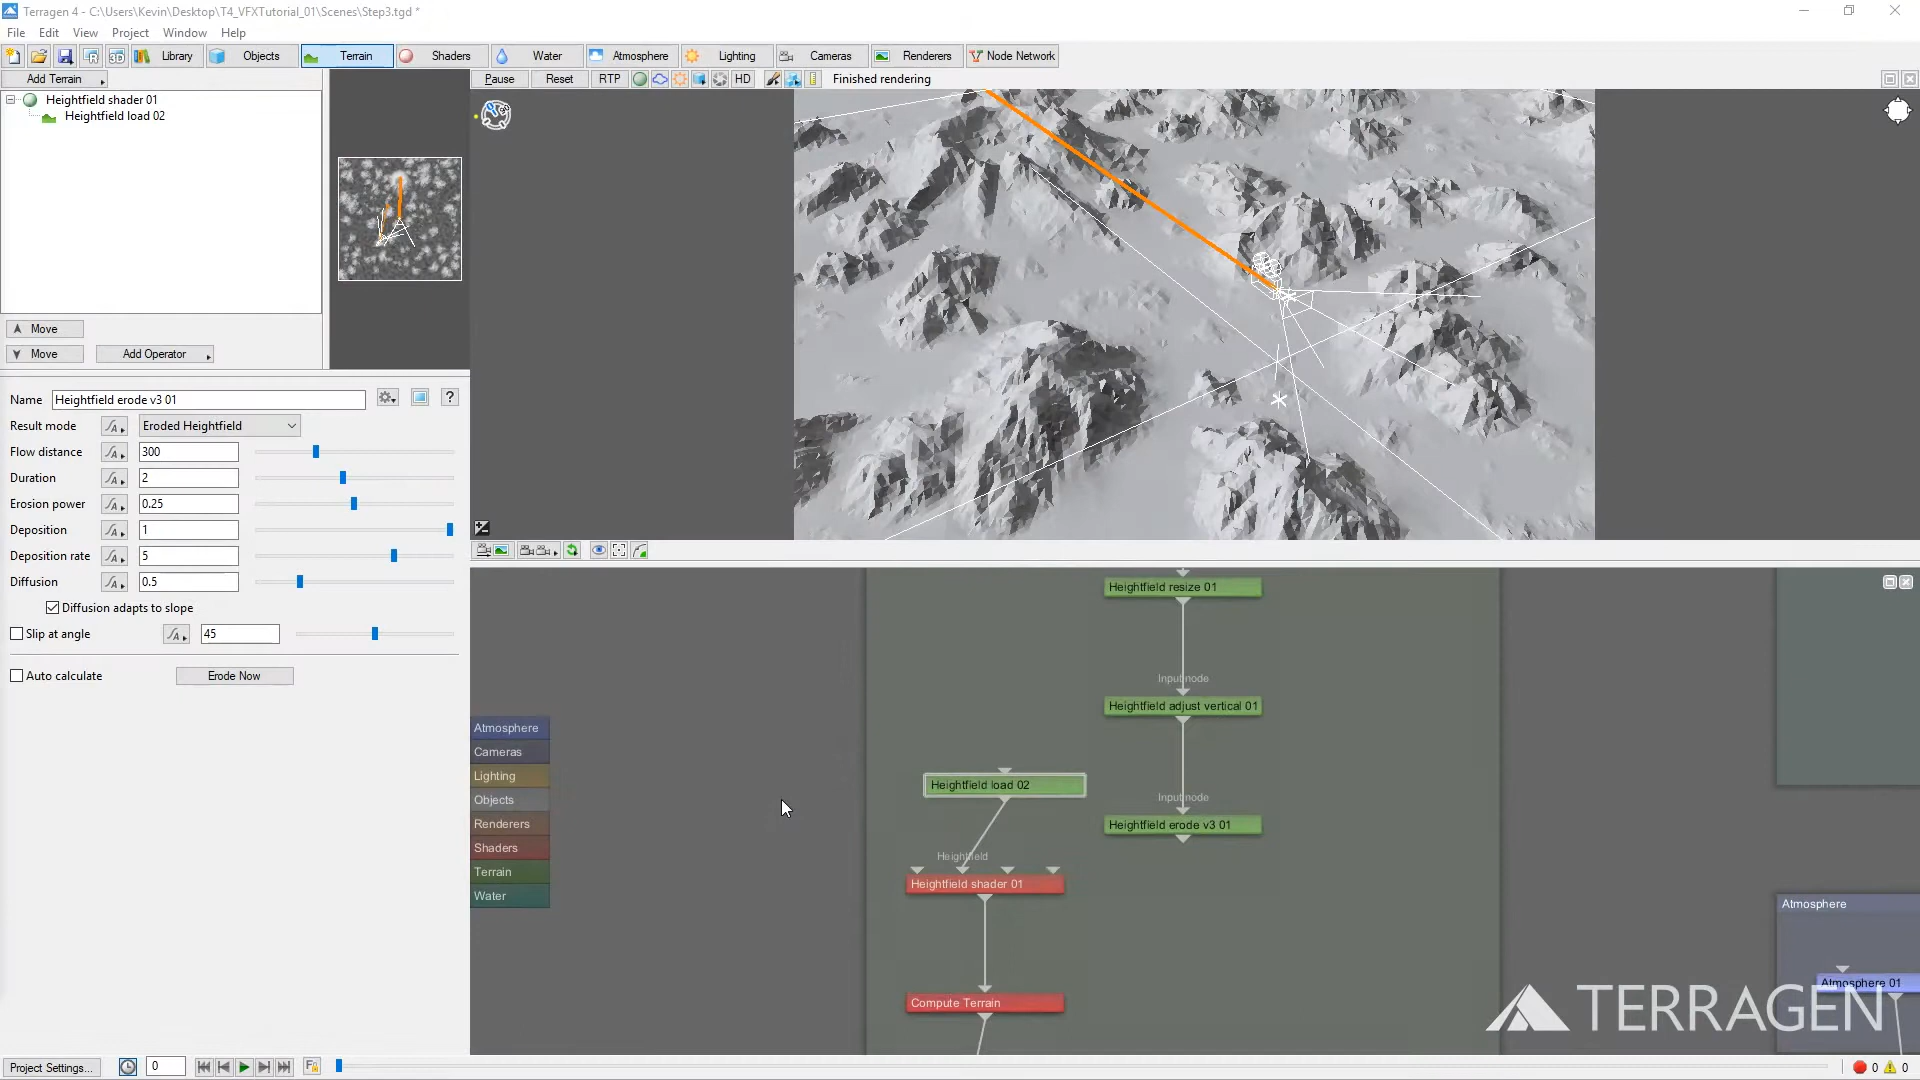 Terragen 4 - C:\Users\Kevin\Desktop\T4_VFXTutorial_01\Scenes\Step3.tgd *
File Edit View Project Window Help
Library Objects Terrain Shaders Water Atmosphere Lighting Cameras Renderers Node Network
Add Terrain
Pause Reset RTP HD Finished rendering
Heightfield shader 01
Heightfield load 02
Move
Move Add Operator
Name Heightfield erode v3 01 ?
Result mode Eroded Heightfield
Flow distance 300
Duration 2
Erosion power 0.25
Deposition 1
Deposition rate 5
Diffusion 0.5
Diffusion adapts to slope
Slip at angle 45
Auto calculate Erode Now
Heightfield resize 01
Input node
Heightfield adjust vertical 01
Input node
Heightfield erode v3 01
Heightfield load 02
Heightfield
Heightfield shader 01
Compute Terrain
Atmosphere
Cameras
Lighting
Objects
Renderers
Shaders
Terrain
Water
Atmosphere
Atmosphere 01
TERRAGEN
Project Settings... 0 0 0